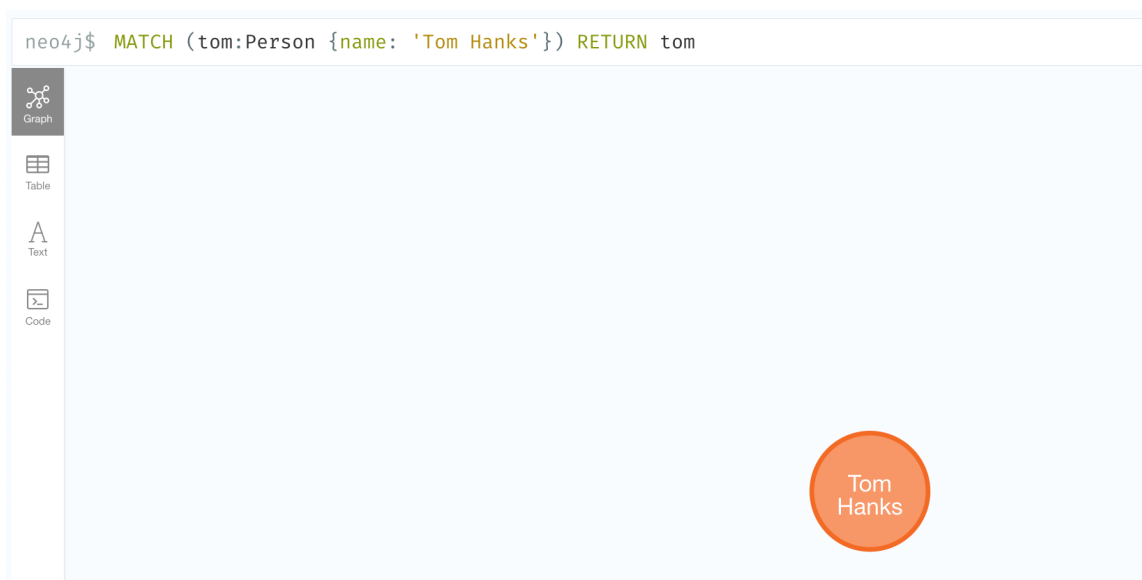 neo4j$ MATCH (tom:Person {name: 'Tom Hanks'}) RETURN tom
Graph
Table
A
Text
>_
Code
Tom
Hanks